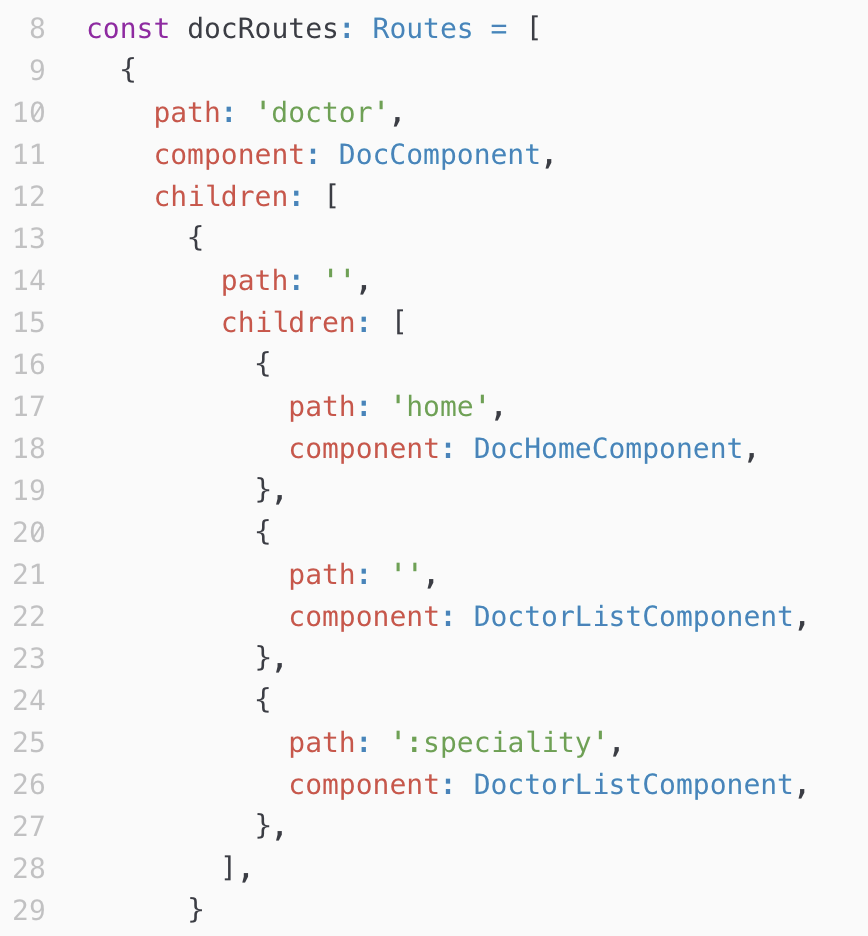 8 const docRoutes: Routes = [
9 {
10 path: 'doctor',
11 component: DocComponent,
12 children: [
13 {
14 path: '',
15 children: [
16 {
17 path: 'home',
18 component: DocHomeComponent,
19 },
20 {
21 path: '',
22 component: DoctorListComponent,
23 },
24 {
25 path: ':speciality',
26 component: DoctorListComponent,
27 },
28 ],
29 }